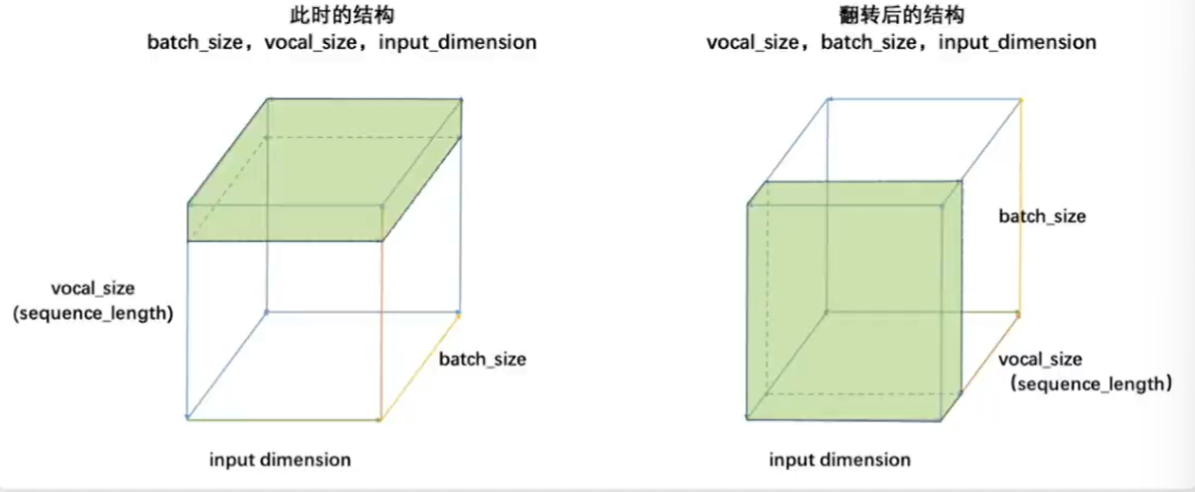 此时的结构
batch_size，vocal_size，input_dimension
翻转后的结构
vocal_size，batch_size，input_dimension
vocal_size
(sequence_length)
batch_size
input dimension
batch_size
vocal_size
（sequence_length）
input dimension